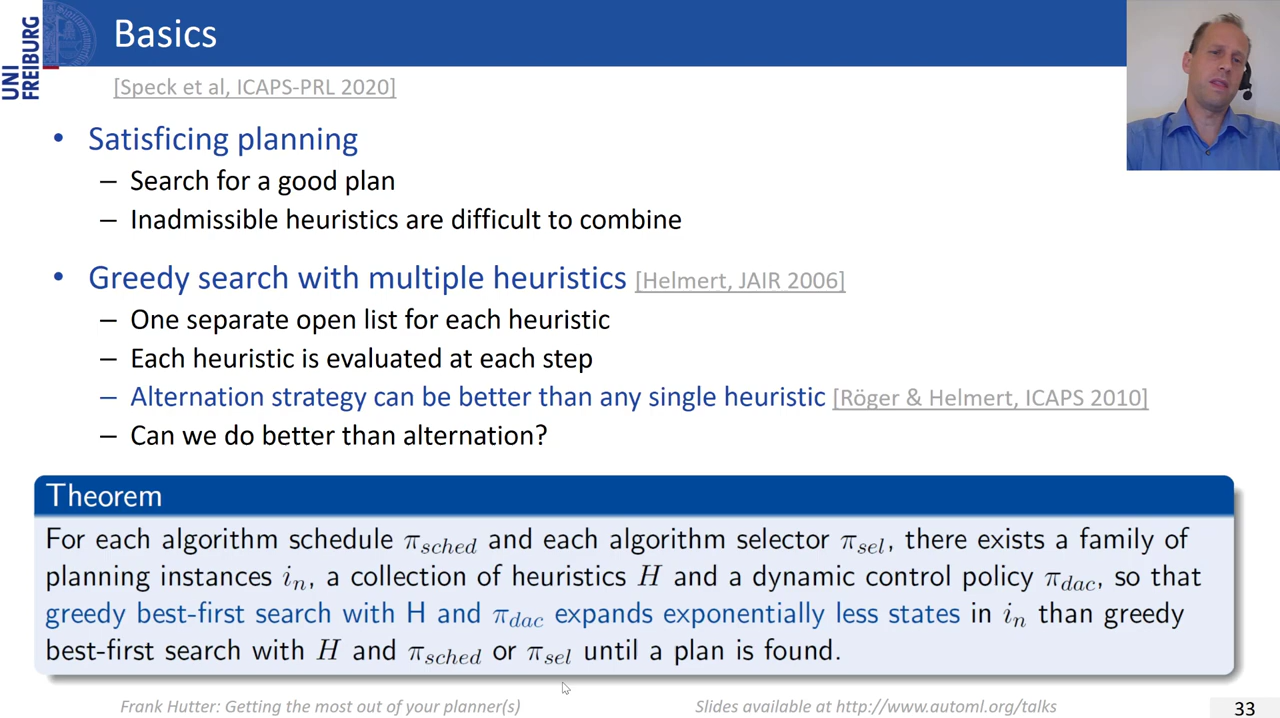 UNI
FREIBURG
Basics
[Speck et al, ICAPS-PRL 2020]
• Satisficing planning
– Search for a good plan
– Inadmissible heuristics are difficult to combine
• Greedy search with multiple heuristics [Helmert, JAIR 2006]
– One separate open list for each heuristic
– Each heuristic is evaluated at each step
– Alternation strategy can be better than any single heuristic [Röger & Helmert, ICAPS 2010]
– Can we do better than alternation?
Theorem
For each algorithm schedule π_sched and each algorithm selector π_sel, there exists a family of
planning instances i_n, a collection of heuristics H and a dynamic control policy π_dac, so that
greedy best-first search with H and π_dac expands exponentially less states in i_n than greedy
best-first search with H and π_sched or π_sel until a plan is found.
Frank Hutter: Getting the most out of your planner(s)
Slides available at http://www.automl.org/talks
33